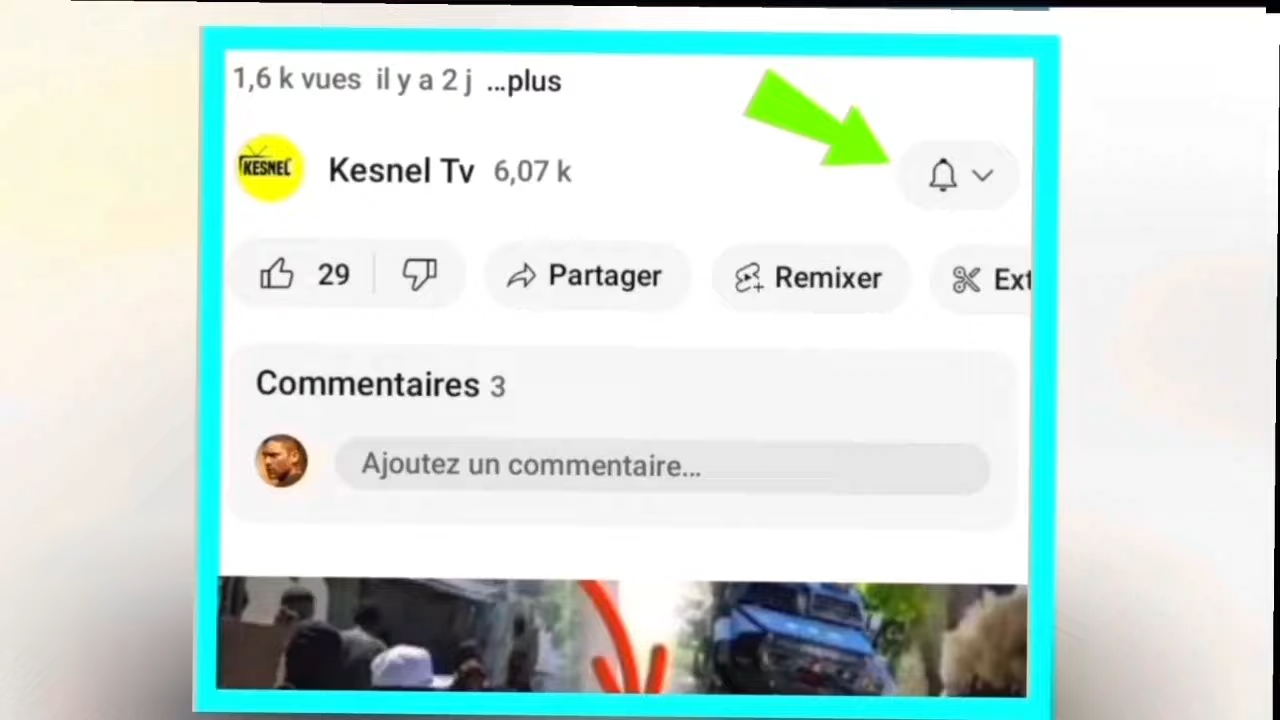 1,6 k vues il y a 2 j ...plus
KESNEL
Kesnel Tv 6,07 k
29 Partager Remixer Ext
Commentaires 3
Ajoutez un commentaire...